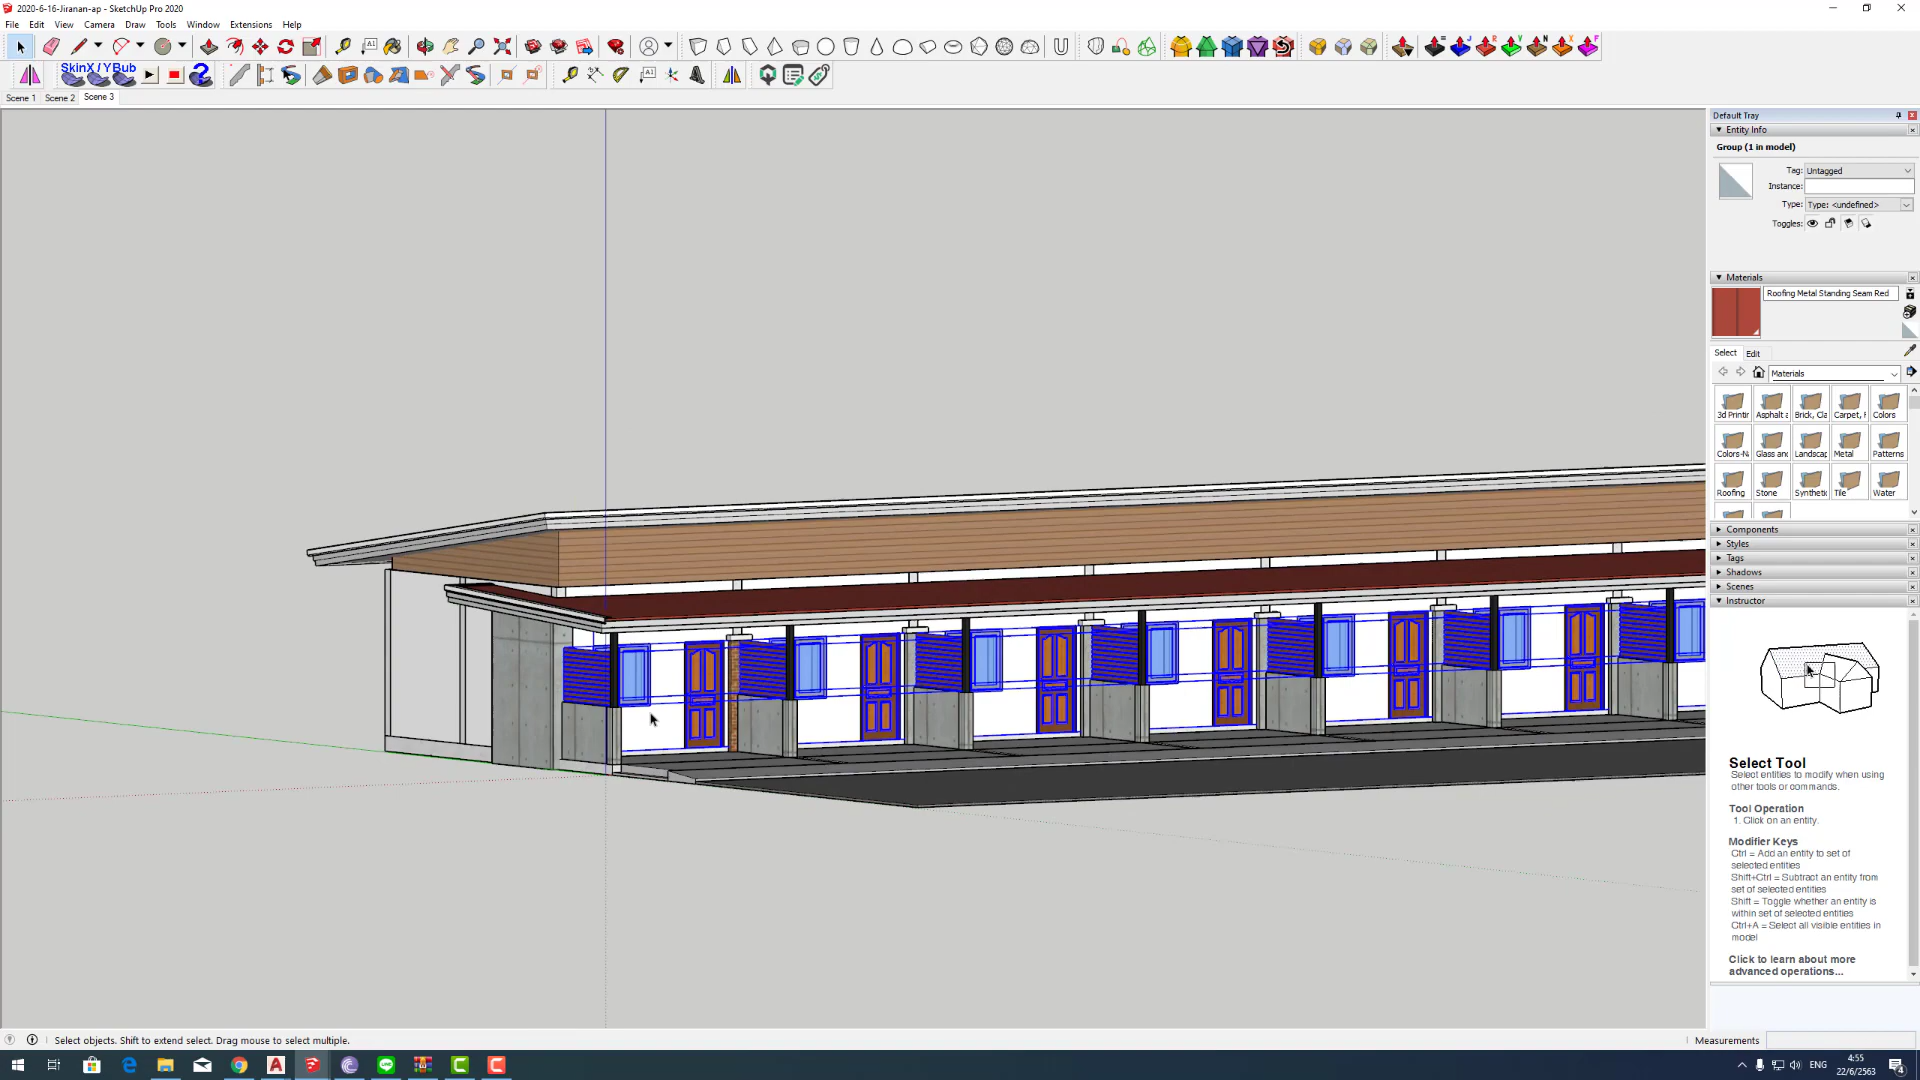 2020-6-16-Jiranan-ap - SketchUp Pro 2020
File Edit View Camera Draw Tools Window Extensions Help
SkinX / YBub
Scene 1 Scene 2 Scene 3
Default Tray
Entity Info
Group (1 in model)
Tag: Untagged
Instance:
Type: Type: <undefined>
Toggles:
Materials
Roofing Metal Standing Seam Red
Select Edit
Materials
3d Printir Asphalt a Brick, Cla Carpet, F Colors
Colors-Na Glass and Landscap Metal Patterns
Roofing Stone Synthetic Tile Water
Components
Styles
Tags
Shadows
Scenes
Instructor
Select Tool
Select entities to modify when using
other tools or commands.
Tool Operation
1. Click on an entity.
Modifier Keys
Ctrl = Add an entity to set of
selected entities
Shift+Ctrl = Subtract an entity from
set of selected entities
Shift = Toggle whether an entity is
within set of selected entities
Ctrl+A = Select all visible entities in
model
Click to learn about more
advanced operations...
Select objects. Shift to extend select. Drag mouse to select multiple.
Measurements
ENG
4:55
22/6/2563